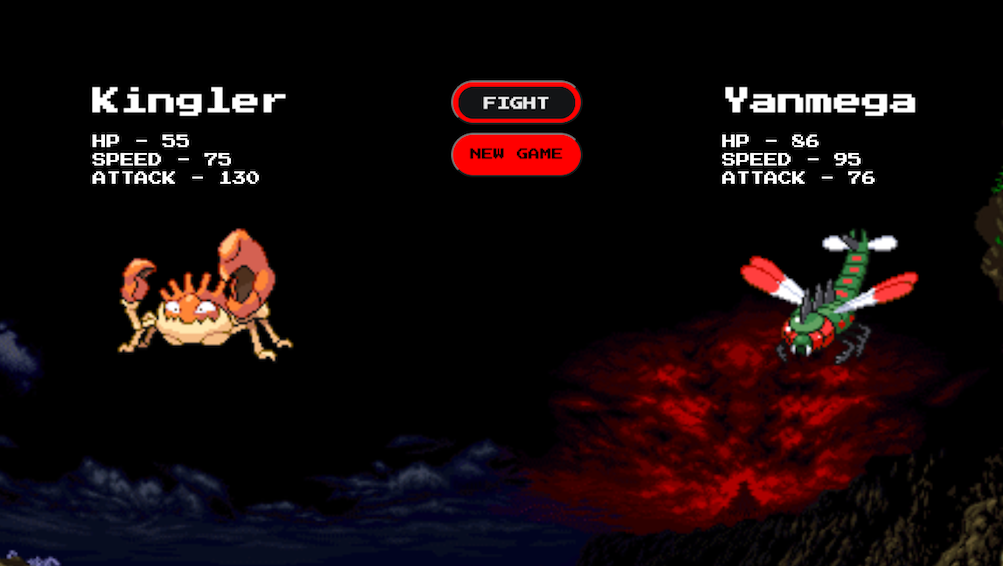 Kingler
HP - 55
SPEED - 75
ATTACK - 130
FIGHT
NEW GAME
Yanmega
HP - 86
SPEED - 95
ATTACK - 76